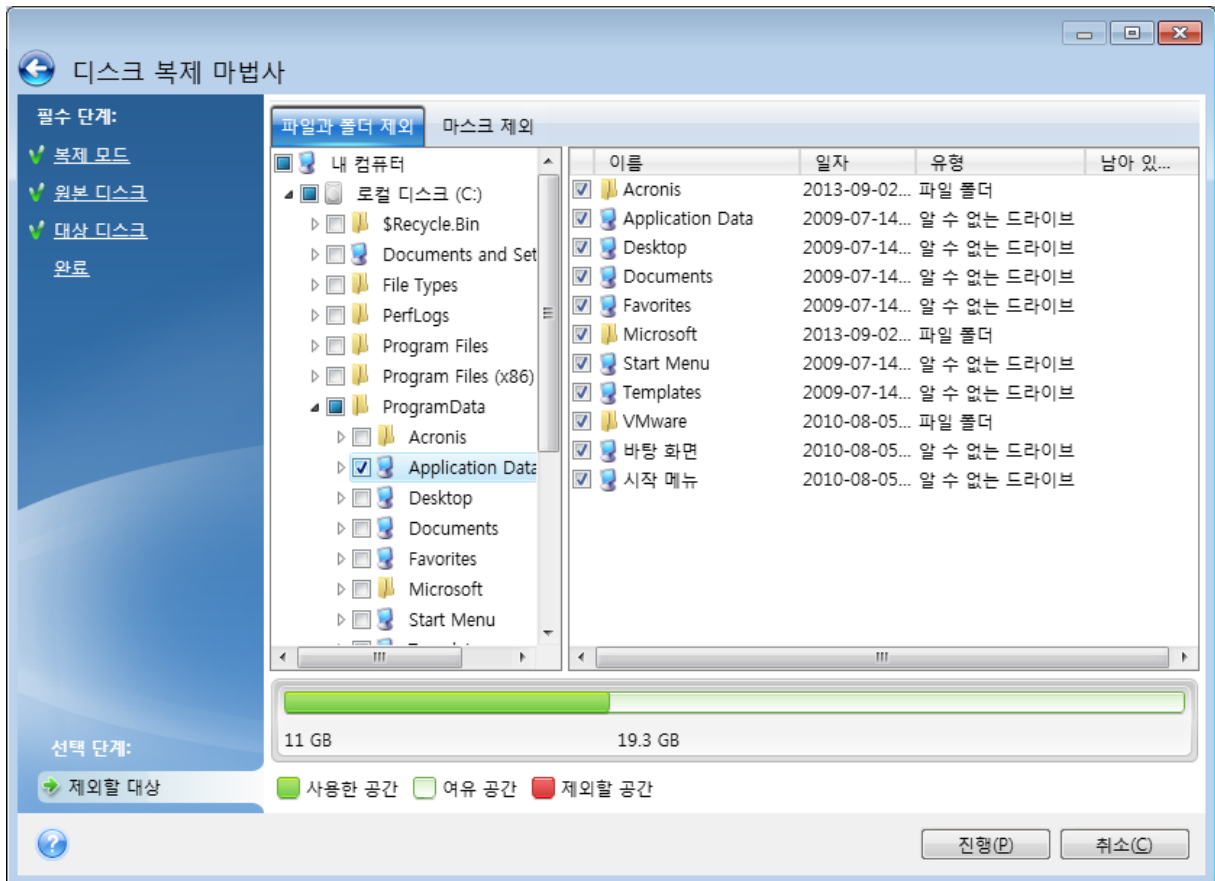 디스크 복제 마법사
필수 단계:
복제 모드
원본 디스크
대상 디스크
완료
선택 단계:
제외할 대상
파일과 폴더 제외
마스크 제외
내 컴퓨터
로컬 디스크 (C:)
$Recycle.Bin
Documents and Set
File Types
PerfLogs
Program Files
Program Files (x86)
ProgramData
Acronis
Application Data
Desktop
Documents
Favorites
Microsoft
Start Menu
이름 일자 유형 남아 있...
Acronis 2013-09-02... 파일 폴더
Application Data 2009-07-14... 알 수 없는 드라이브
Desktop 2009-07-14... 알 수 없는 드라이브
Documents 2009-07-14... 알 수 없는 드라이브
Favorites 2009-07-14... 알 수 없는 드라이브
Microsoft 2013-09-02... 파일 폴더
Start Menu 2009-07-14... 알 수 없는 드라이브
Templates 2009-07-14... 알 수 없는 드라이브
VMware 2010-08-05... 파일 폴더
바탕 화면 2010-08-05... 알 수 없는 드라이브
시작 메뉴 2010-08-05... 알 수 없는 드라이브
11 GB 19.3 GB
사용한 공간 여유 공간 제외할 공간
진행(P) 취소(C)